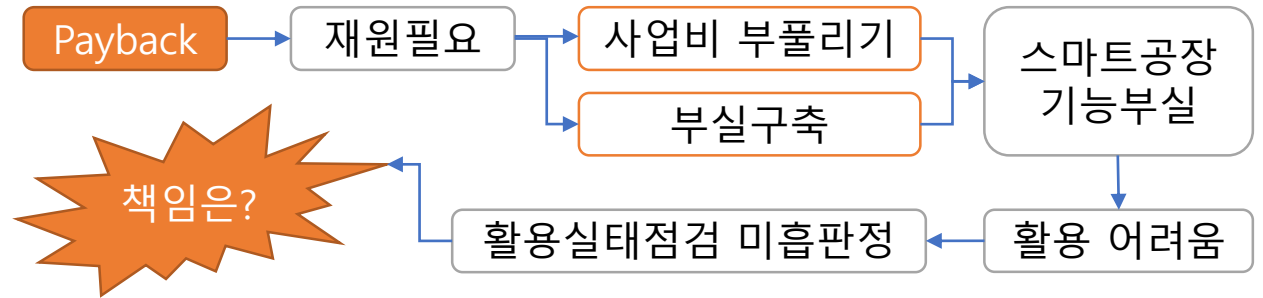 Payback
재원필요
사업비 부풀리기
부실구축
스마트공장
기능부실
활용 어려움
활용실태점검 미흡판정
책임은?